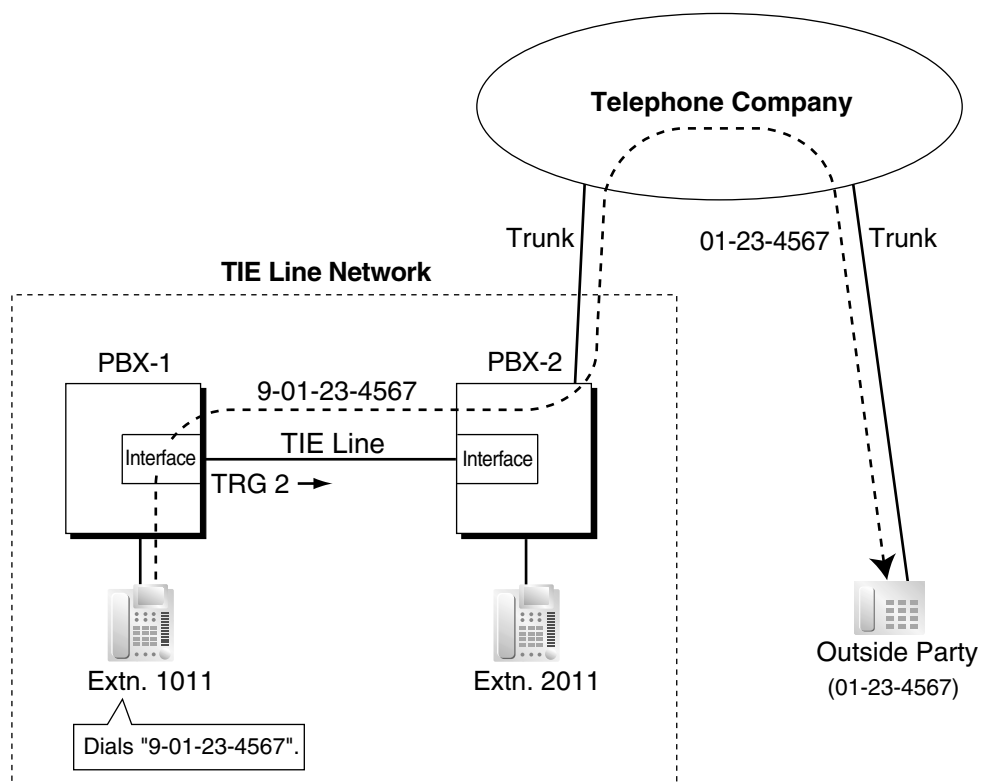 Telephone Company
Trunk
01-23-4567
Trunk
TIE Line Network
PBX-1
PBX-2
9-01-23-4567
Interface
TIE Line
Interface
TRG 2 →
Extn. 1011
Extn. 2011
Outside Party
(01-23-4567)
Dials "9-01-23-4567".